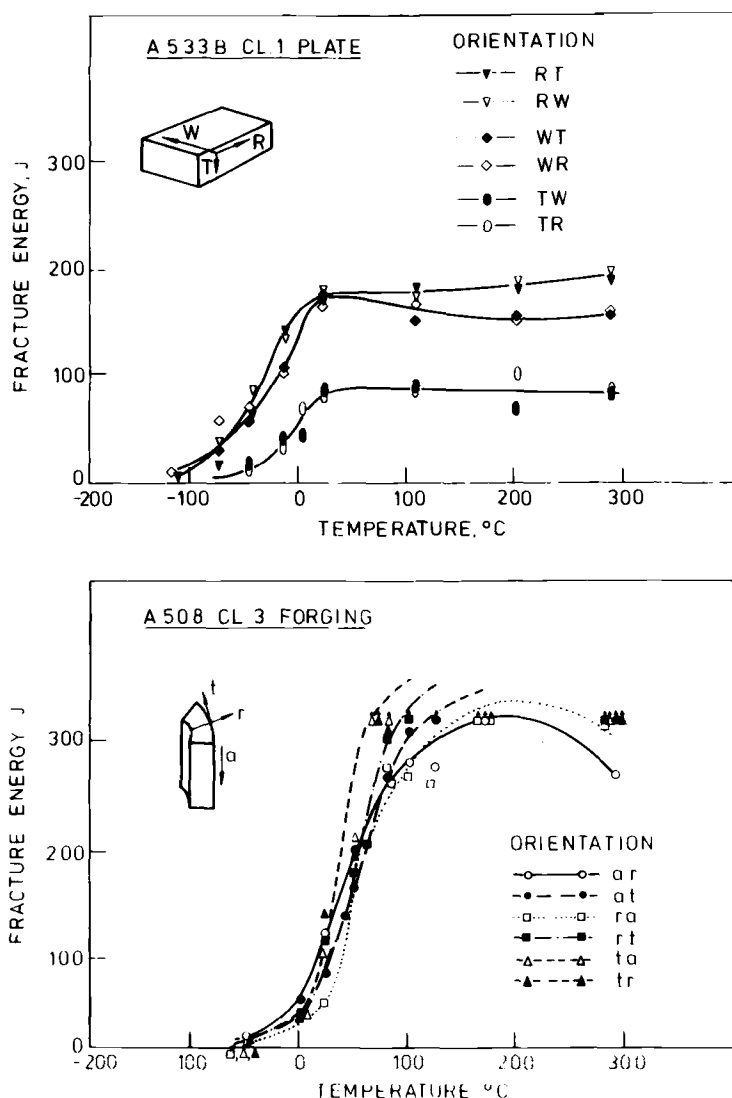 A 533B CL.1 PLATE
ORIENTATION
RT
RW
WT
WR
TW
TR
W
R
T
300
200
100
0
-200
-100
0
100
200
300
FRACTURE ENERGY, J
TEMPERATURE, °C
A 508 CL 3 FORGING
t
r
a
ORIENTATION
ar
at
ra
rt
ta
tr
300
200
100
0
-200
-100
0
100
200
300
FRACTURE ENERGY J
TEMPERATURE °C